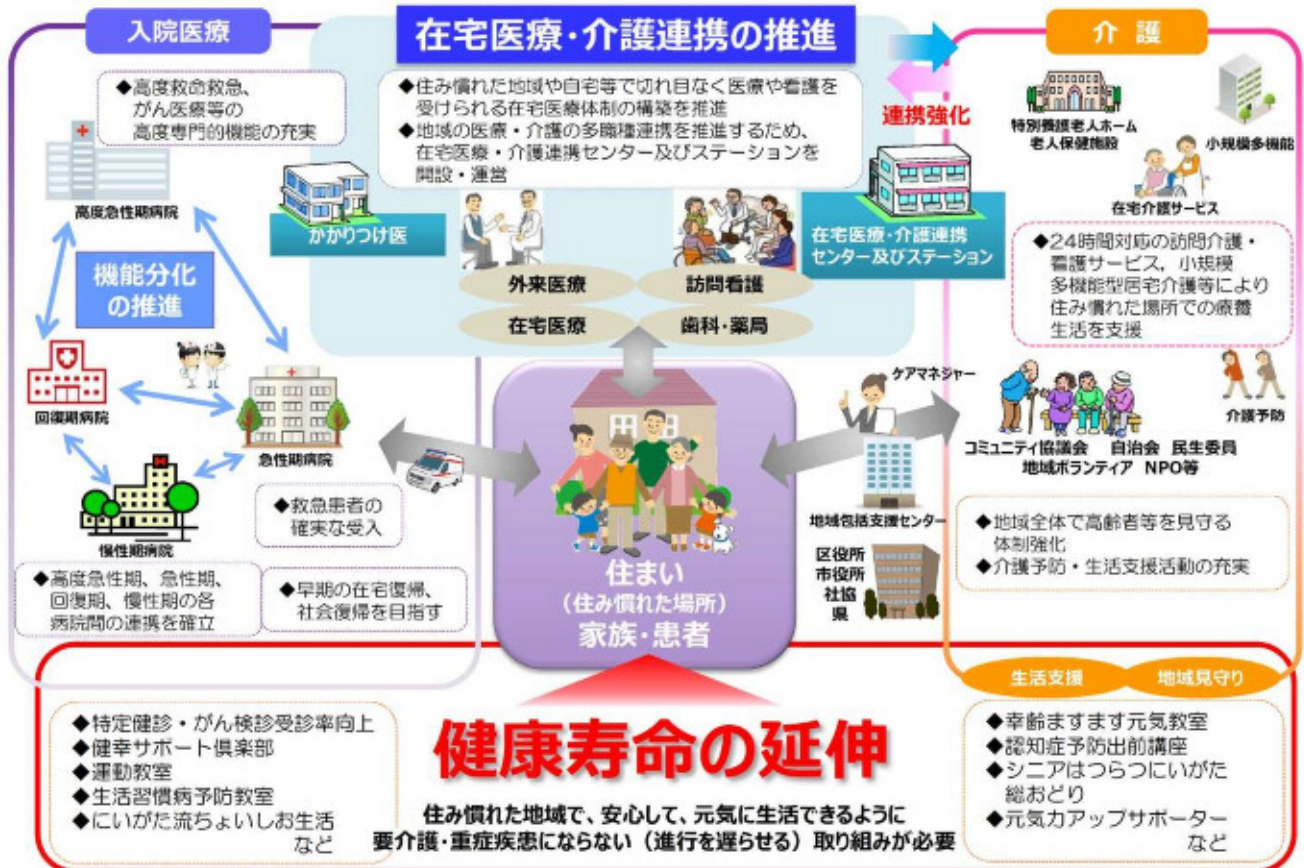 入院医療
◆高度救命救急、
がん医療等の
高度専門的機能の充実
高度急性期病院
機能分化
の推進
回復期病院
急性期病院
慢性期病院
◆救急患者の
確実な受入
◆高度急性期、急性期、
回復期、慢性期の各
病院間の連携を確立
◆早期の在宅復帰、
社会復帰を目指す
在宅医療・介護連携の推進
◆住み慣れた地域や自宅等で切れ目なく医療や看護を
受けられる在宅医療体制の構築を推進
◆地域の医療・介護の多職種連携を推進するため、
在宅医療・介護連携センター及びステーションを
開設・運営
かかりつけ医
在宅医療・介護連携
センター及びステーション
外来医療
訪問看護
在宅医療
歯科・薬局
連携強化
介 護
特別養護老人ホーム
老人保健施設
小規模多機能
在宅介護サービス
◆24時間対応の訪問介護・
看護サービス，小規模
多機能型居宅介護等により
住み慣れた場所での療養
生活を支援
ケアマネジャー
介護予防
コミュニティ協議会 自治会 民生委員
地域ボランティア NPO等
地域包括支援センター
区役所
市役所
社協
県
◆地域全体で高齢者等を見守る
体制強化
◆介護予防・生活支援活動の充実
住まい
（住み慣れた場所）
家族・患者
生活支援
地域見守り
◆特定健診・がん検診受診率向上
◆健幸サポート倶楽部
◆運動教室
◆生活習慣病予防教室
◆にいがた流ちょいしお生活
など
健康寿命の延伸
住み慣れた地域で、安心して、元気に生活できるように
要介護・重症疾患にならない（進行を遅らせる）取り組みが必要
◆幸齢ますます元気教室
◆認知症予防出前講座
◆シニアはつらつにいがた
総おどり
◆元気力アップサポーター
など